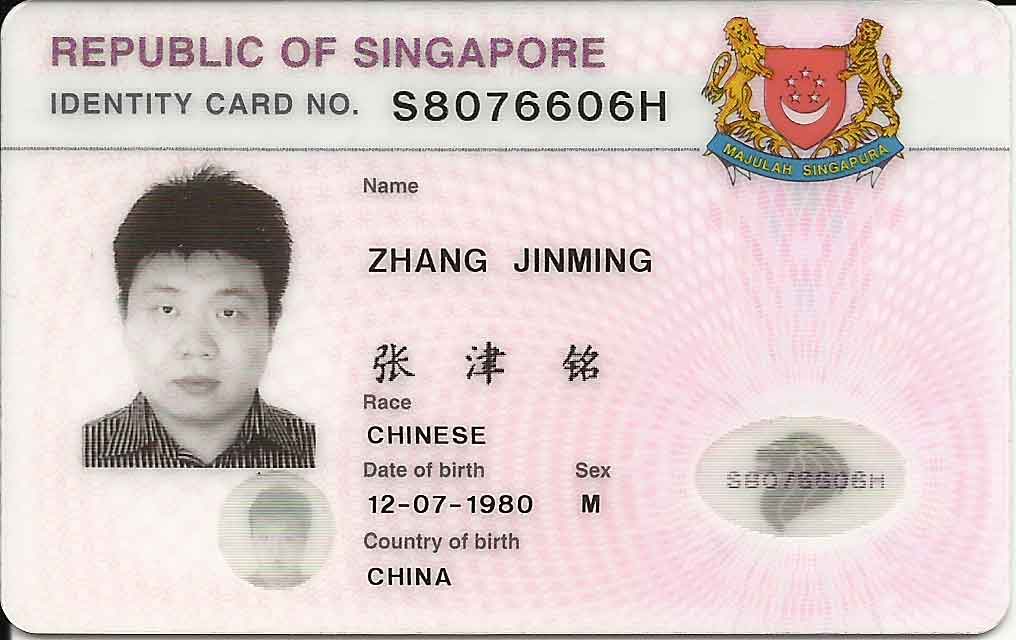 REPUBLIC OF SINGAPORE
IDENTITY CARD NO. S8076606H
MAJULAH SINGAPURA
Name
ZHANG JINMING
张 津 铭
Race
CHINESE
Date of birth Sex
12-07-1980 M
S8076606H
Country of birth
CHINA